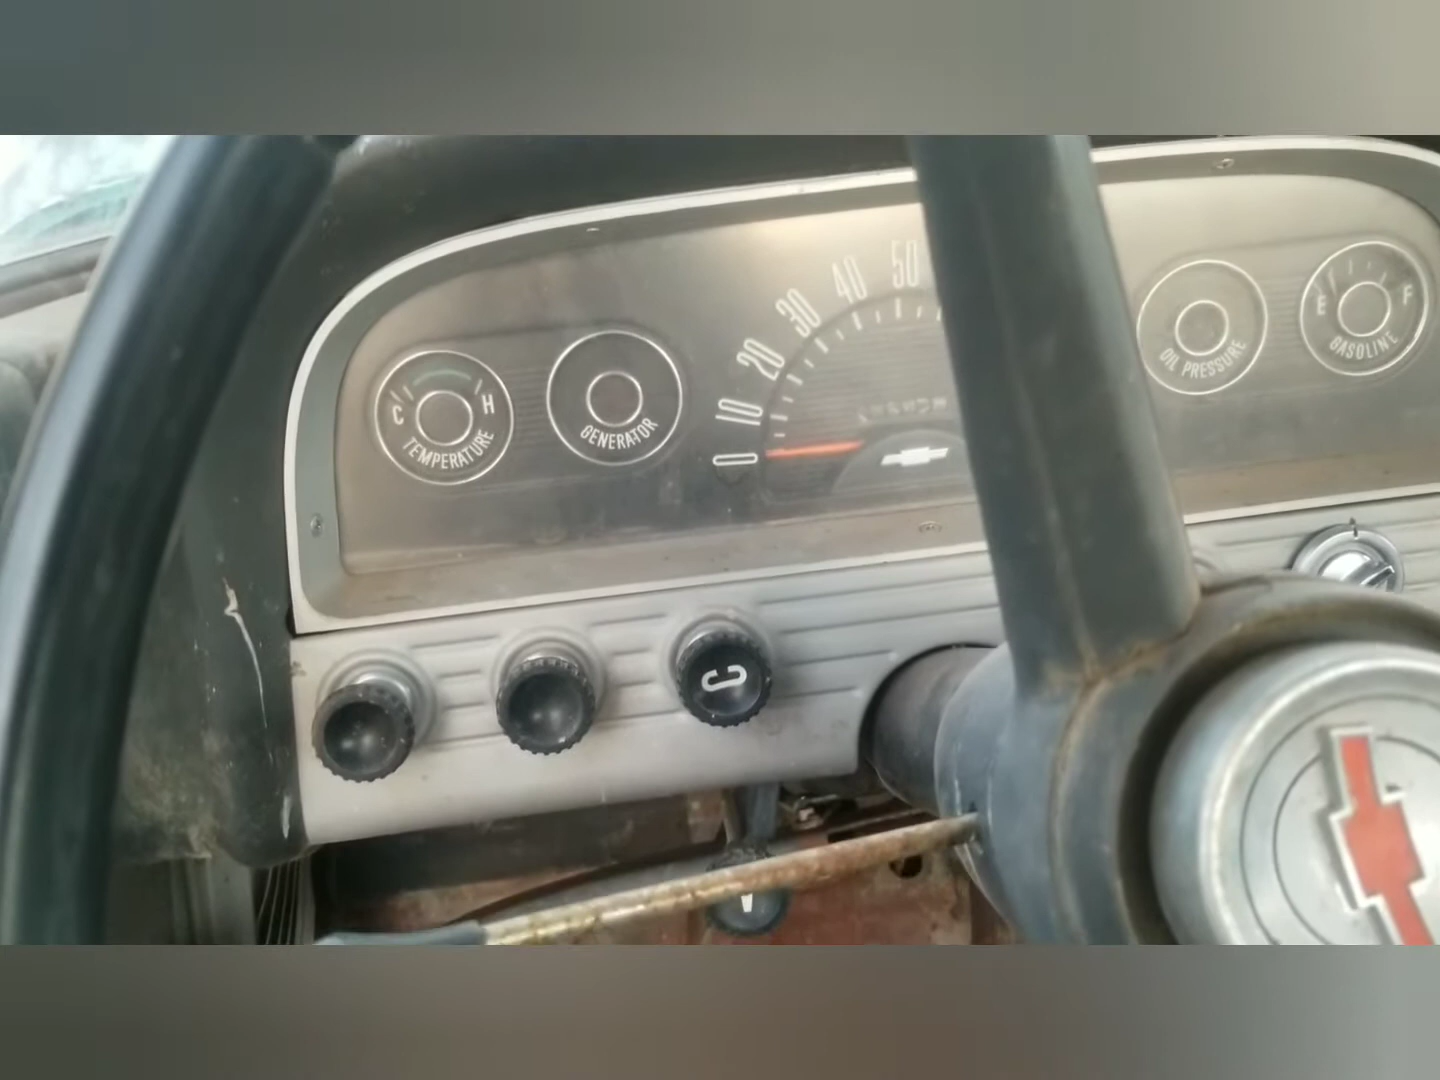 C H
TEMPERATURE
GENERATOR
0 10 20 30 40 50
OIL PRESSURE
E F
GASOLINE
C